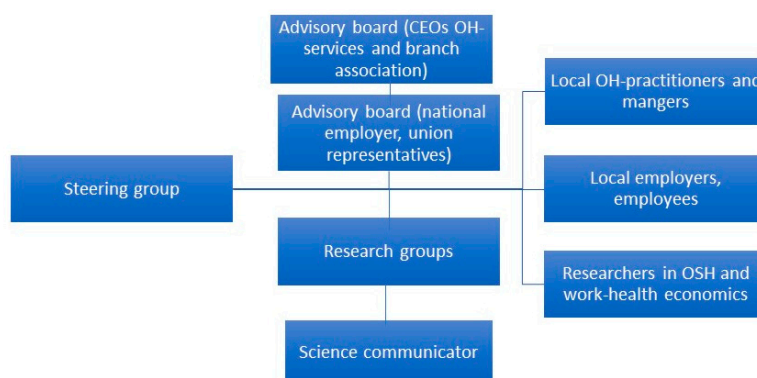 Advisory board (CEOs OH-
services and branch
association)
Advisory board (national
employer, union
representatives)
Local OH-practitioners and
mangers
Steering group
Local employers,
employees
Research groups
Researchers in OSH and
work-health economics
Science communicator